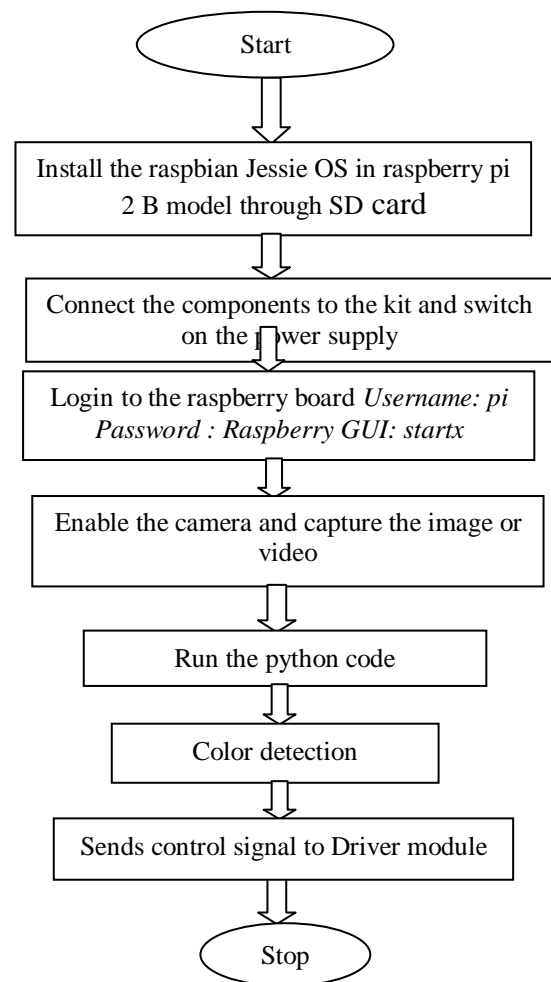 Start
Install the raspbian Jessie OS in raspberry pi
2 B model through SD card
Connect the components to the kit and switch
on the power supply
Login to the raspberry board Username: pi
Password : Raspberry GUI: startx
Enable the camera and capture the image or
video
Run the python code
Color detection
Sends control signal to Driver module
Stop